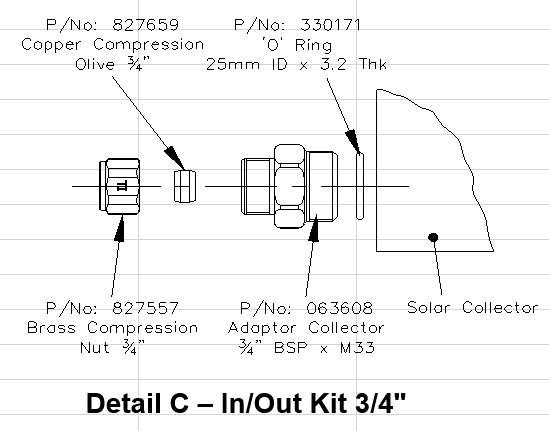 P/No: 827659
Copper Compression
Olive ¾"
P/No: 330171
'O' Ring
25mm ID x 3.2 Thk
P/No: 827557
Brass Compression
Nut ¾"
P/No: 063608
Adaptor Collector
¾" BSP x M33
Solar Collector
Detail C – In/Out Kit 3/4"